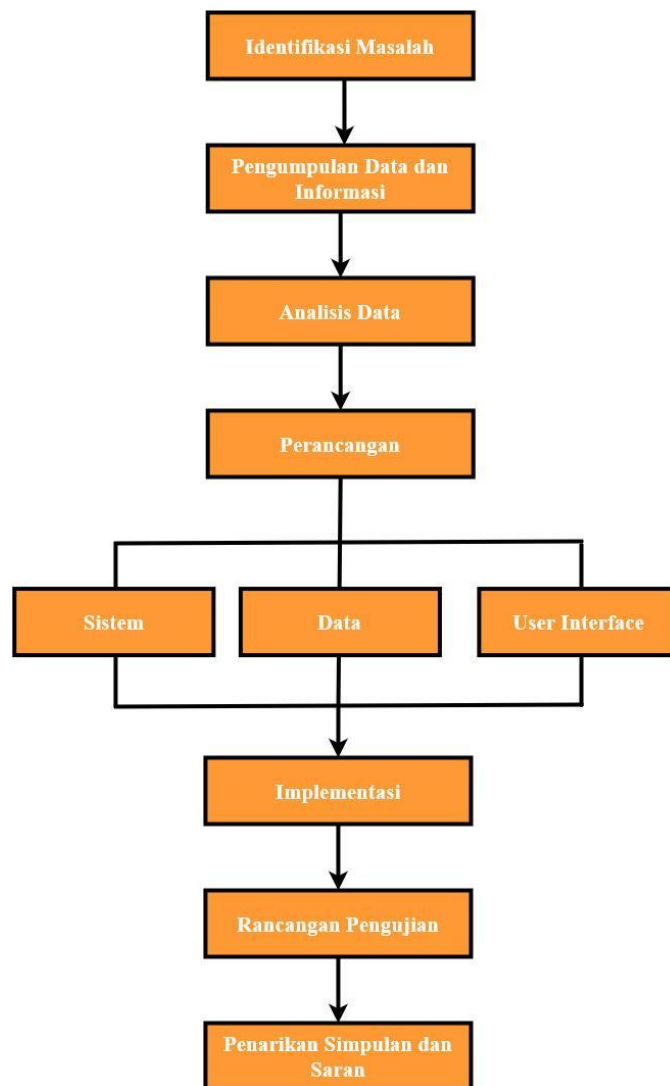 Identifikasi Masalah
Pengumpulan Data dan
Informasi
Analisis Data
Perancangan
Sistem
Data
User Interface
Implementasi
Rancangan Pengujian
Penarikan Simpulan dan
Saran